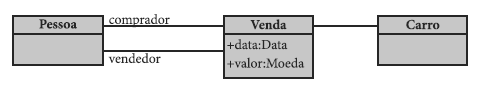 Pessoa
comprador
vendedor
Venda
+data:Data
+valor:Moeda
Carro